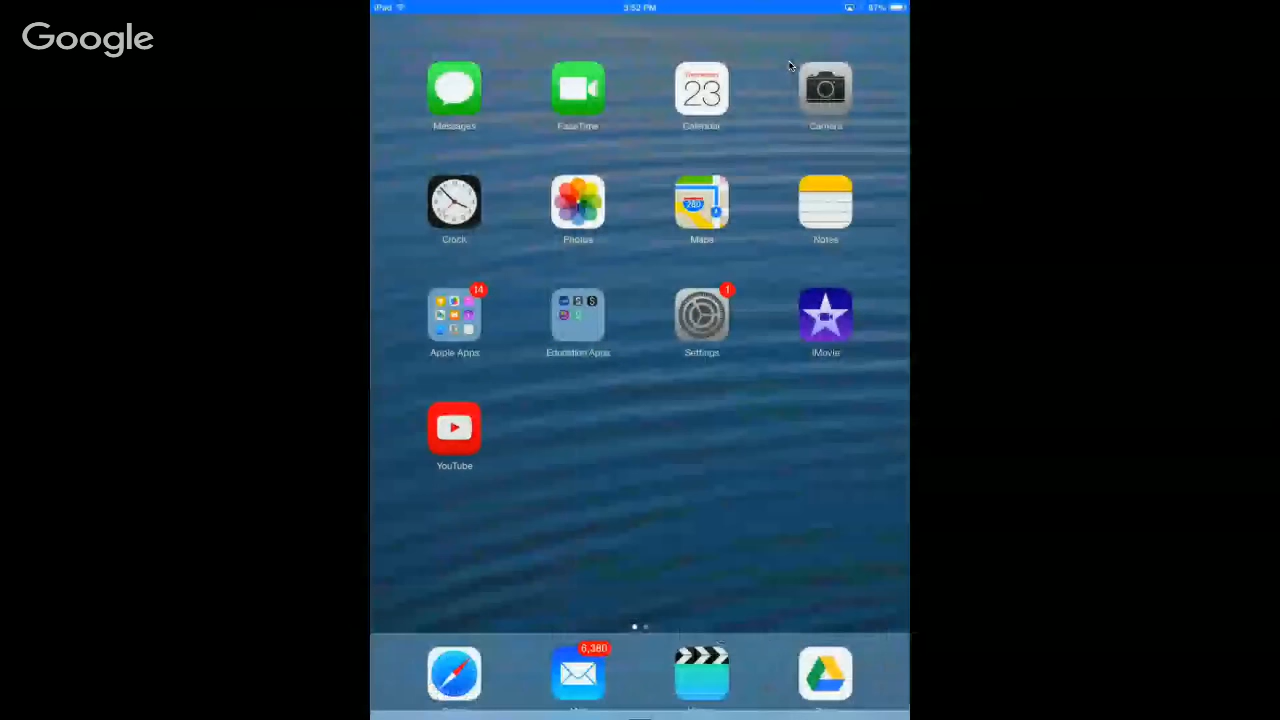 Google
iPad 3:52 PM 87%
23
Messages FaceTime Calendar Camera
280
Clock Photos Maps Notes
14 1
Apple Apps Education Apps Settings iMovie
YouTube
6,380